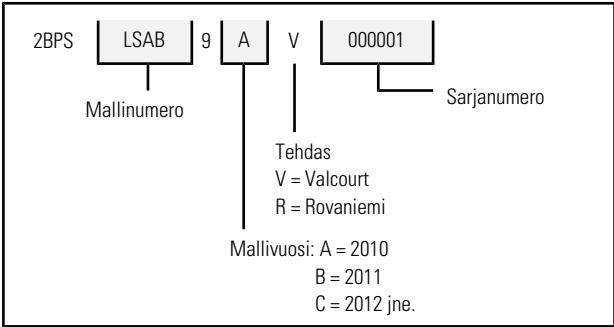 2BPS LSAB 9 A V 000001
Mallinumero
Sarjanumero
Tehdas
V = Valcourt
R = Rovaniemi
Mallivuosi: A = 2010
B = 2011
C = 2012 jne.